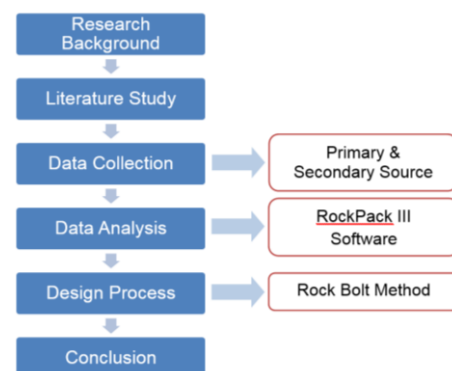 Research
Background
Literature Study
Data Collection
Primary &
Secondary Source
Data Analysis
RockPack III
Software
Design Process
Rock Bolt Method
Conclusion